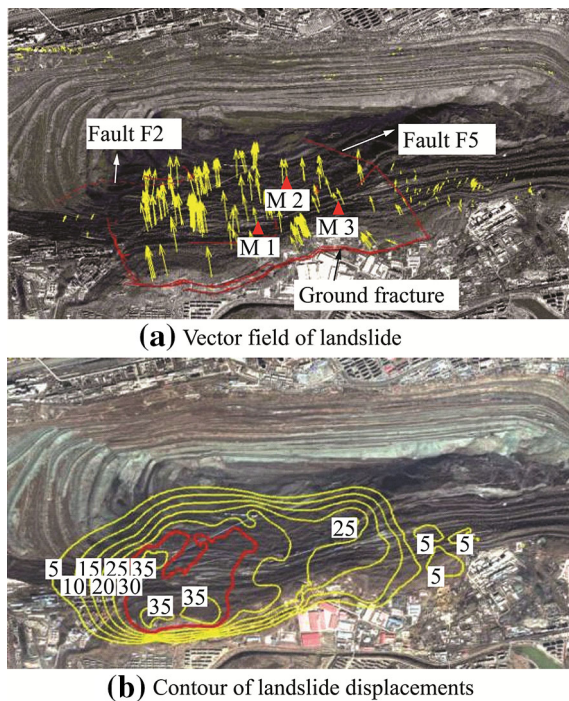 Fault F2
Fault F5
M 2
M 3
M 1
Ground fracture
(a) Vector field of landslide
25
5 15 25 35
10 20 30
35
35
5
5
5
(b) Contour of landslide displacements